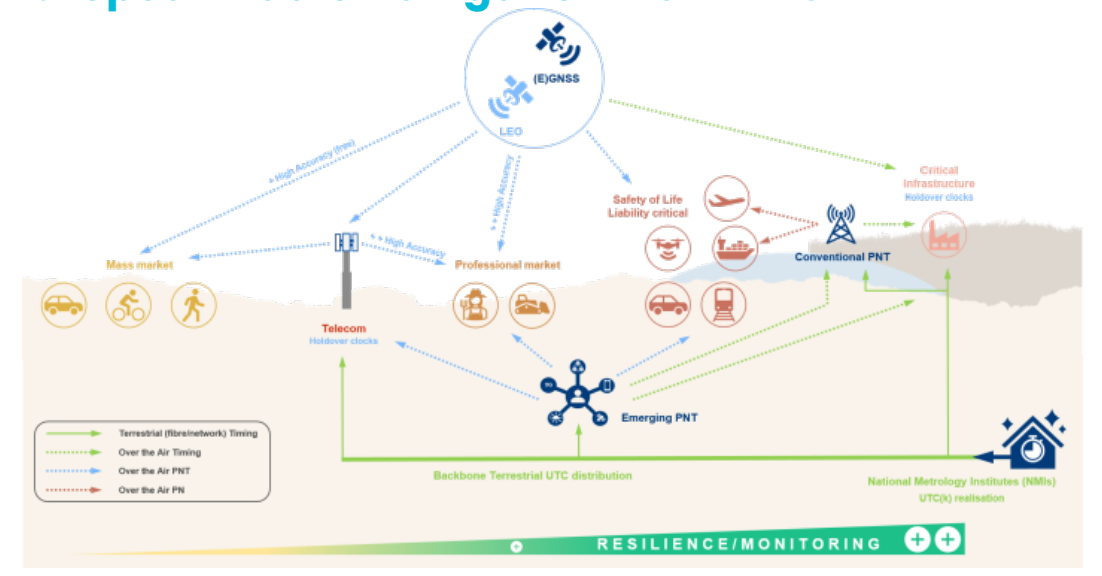 (E)GNSS
LEO
+ High Accuracy (free)
+ + High Accuracy
+ + High Accuracy
Critical
Infrastructure
Holdover clocks
Safety of Life
Liability critical
Mass market
Professional market
Conventional PNT
Telecom
Holdover clocks
Emerging PNT
Terrestrial (fibre/network) Timing
Over the Air Timing
Over the Air PNT
Over the Air PN
Backbone Terrestrial UTC distribution
National Metrology Institutes (NMIs)
UTC(k) realisation
RESILIENCE/MONITORING